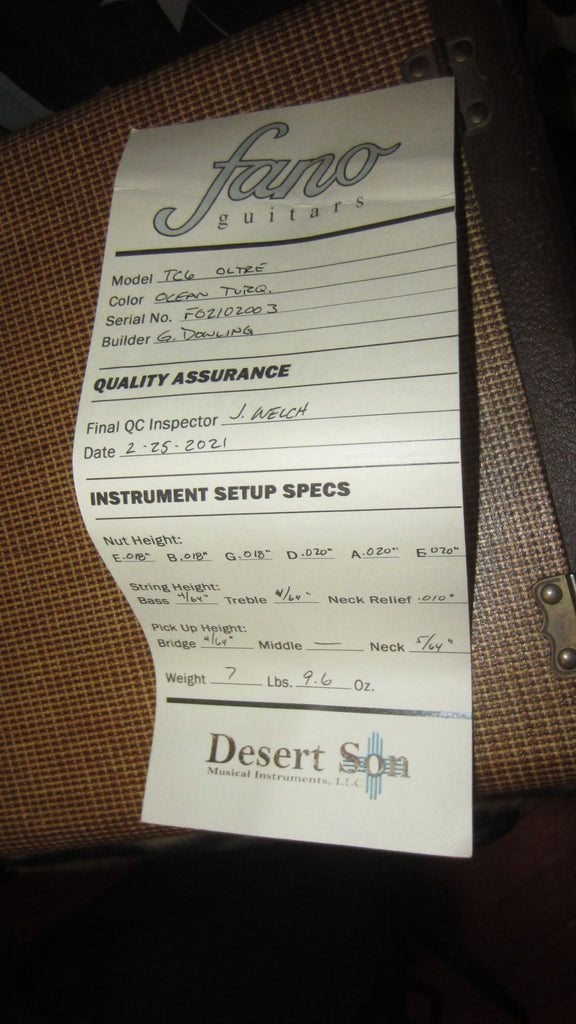 fano
guitars
Model TC6 OLTRE
Color OCEAN TURQ.
Serial No. FO2102003
Builder G. DOWLING
QUALITY ASSURANCE
Final QC Inspector J. WELCH
Date 2-25-2021
INSTRUMENT SETUP SPECS
Nut Height:
E .018" B .018" G .018" D .020" A .020" E .020"
String Height:
Bass 4/64" Treble 4/64" Neck Relief .010"
Pick Up Height:
Bridge 4/64" Middle — Neck 5/64"
Weight 7 Lbs. 9.6 Oz.
Desert Son
Musical Instruments, LLC